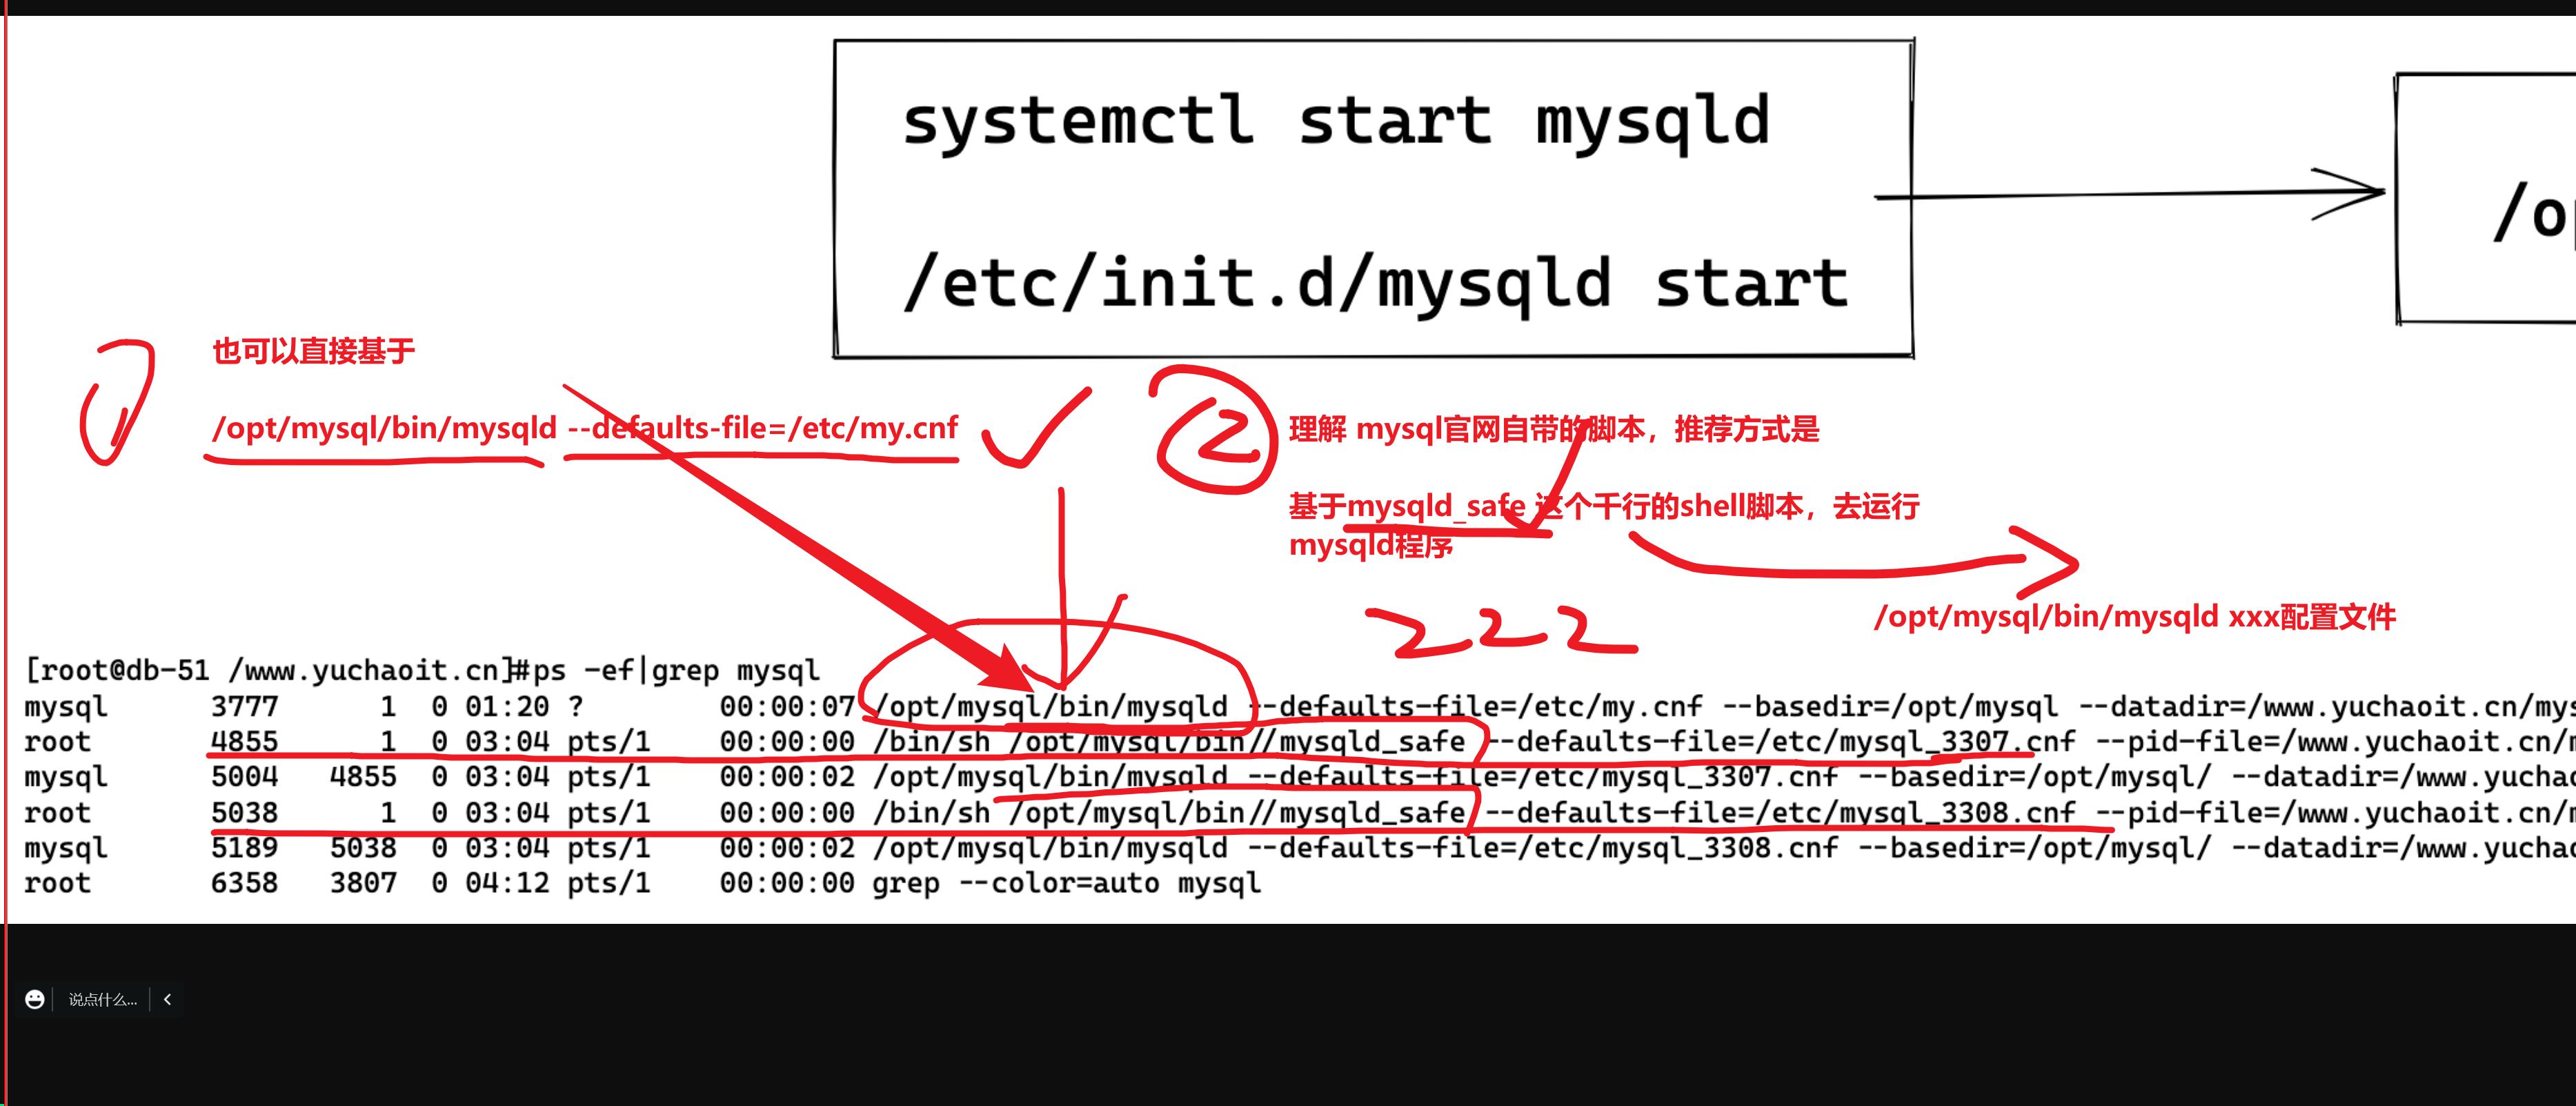 systemctl start mysqld
/etc/init.d/mysqld start
/op
也可以直接基于
/opt/mysql/bin/mysqld --defaults-file=/etc/my.cnf
2
理解 mysql官网自带的脚本，推荐方式是
基于mysqld_safe 这个千行的shell脚本，去运行
mysqld程序
222
/opt/mysql/bin/mysqld xxx配置文件
[root@db-51 /www.yuchaoit.cn]#ps -ef|grep mysql
mysql 3777 1 0 01:20 ? 00:00:07 /opt/mysql/bin/mysqld --defaults-file=/etc/my.cnf --basedir=/opt/mysql --datadir=/www.yuchaoit.cn/mys
root 4855 1 0 03:04 pts/1 00:00:00 /bin/sh /opt/mysql/bin//mysqld_safe --defaults-file=/etc/mysql_3307.cnf --pid-file=/www.yuchaoit.cn/m
mysql 5004 4855 0 03:04 pts/1 00:00:02 /opt/mysql/bin/mysqld --defaults-file=/etc/mysql_3307.cnf --basedir=/opt/mysql/ --datadir=/www.yuchao
root 5038 1 0 03:04 pts/1 00:00:00 /bin/sh /opt/mysql/bin//mysqld_safe --defaults-file=/etc/mysql_3308.cnf --pid-file=/www.yuchaoit.cn/m
mysql 5189 5038 0 03:04 pts/1 00:00:02 /opt/mysql/bin/mysqld --defaults-file=/etc/mysql_3308.cnf --basedir=/opt/mysql/ --datadir=/www.yuchao
root 6358 3807 0 04:12 pts/1 00:00:00 grep --color=auto mysql
说点什么...